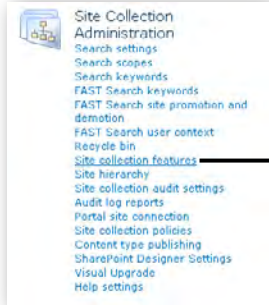 Site Collection
Administration
Search settings
Search scopes
Search keywords
FAST Search keywords
FAST Search site promotion and
demotion
FAST Search user context
Recycle bin
Site collection features
Site hierarchy
Site collection audit settings
Audit log reports
Portal site connection
Site collection policies
Content type publishing
SharePoint Designer Settings
Visual Upgrade
Help settings